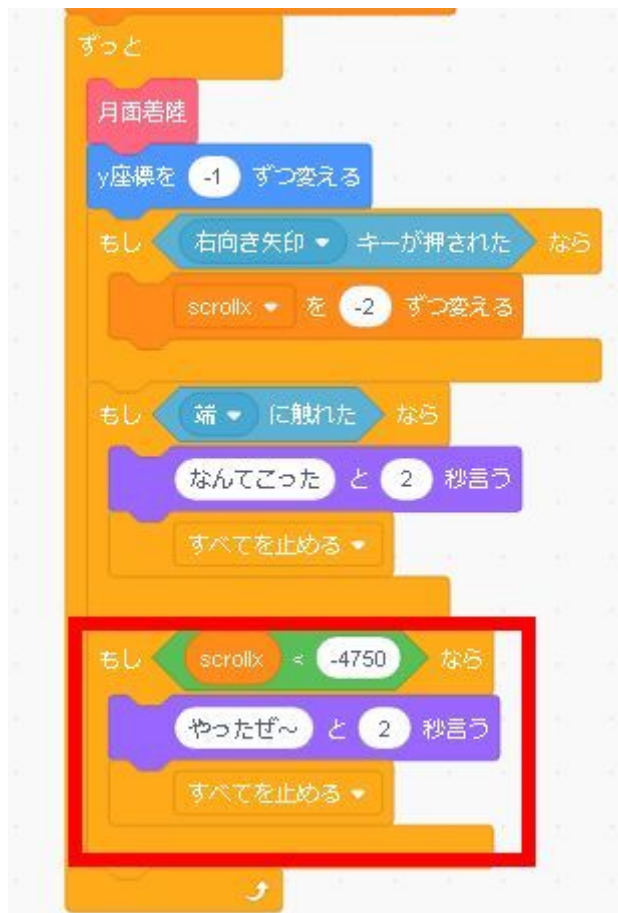 ずっと
月面着陸
y座標を -1 ずつ変える
もし 右向き矢印 キーが押された なら
scrollx を -2 ずつ変える
もし 端 に触れた なら
なんてこった と 2 秒言う
すべてを止める
もし scrollx < -4750 なら
やったぜ~ と 2 秒言う
すべてを止める